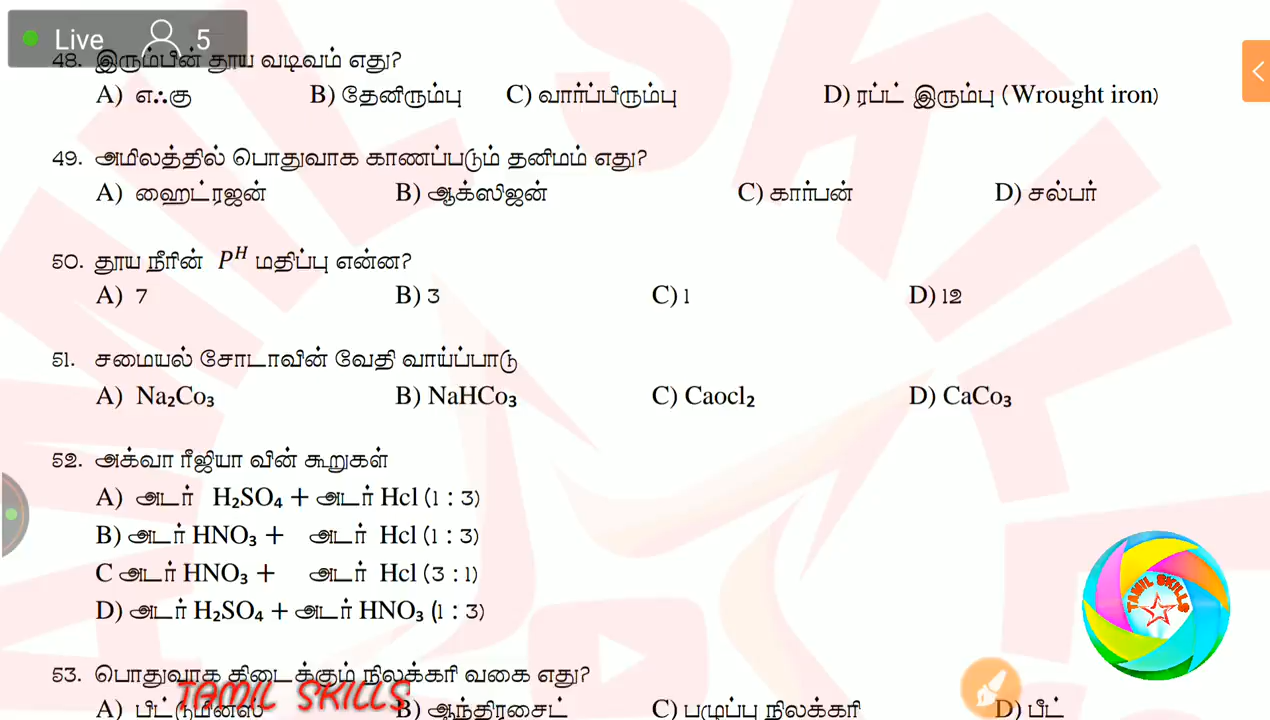 Live 5
48. இரும்பின் தூய வடிவம் எது?
A) எஃகு B) தேனிரும்பு C) வார்ப்பிரும்பு D) ரப்ட் இரும்பு (Wrought iron)
49. அமிலத்தில் பொதுவாக காணப்படும் தனிமம் எது?
A) ஹைட்ரஜன் B) ஆக்ஸிஜன் C) கார்பன் D) சல்பர்
50. தூய நீரின் P^H மதிப்பு என்ன?
A) 7 B) 3 C) 1 D) 12
51. சமையல் சோடாவின் வேதி வாய்ப்பாடு
A) Na₂Co₃ B) NaHCo₃ C) Caocl₂ D) CaCo₃
52. அக்வா ரீஜியா வின் கூறுகள்
A) அடர் H₂SO₄ + அடர் Hcl (1 : 3)
B) அடர் HNO₃ + அடர் Hcl (1 : 3)
C அடர் HNO₃ + அடர் Hcl (3 : 1)
D) அடர் H₂SO₄ + அடர் HNO₃ (1 : 3)
TAMIL SKILLS
53. பொதுவாக கிடைக்கும் நிலக்கரி வகை எது?
TAMIL SKILLS
A) பிட்டுமினஸ் B) ஆந்திரசைட் C) பழுப்பு நிலக்கரி D) பீட்